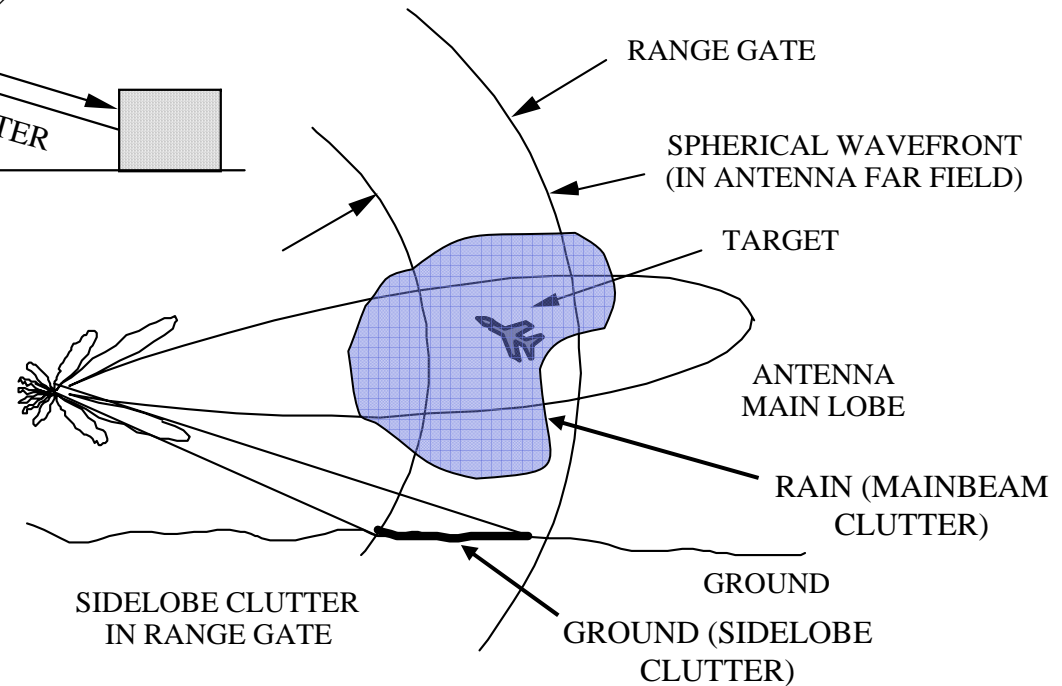 RANGE GATE
TER
SPHERICAL WAVEFRONT
(IN ANTENNA FAR FIELD)
TARGET
ANTENNA
MAIN LOBE
RAIN (MAINBEAM
CLUTTER)
GROUND
SIDELOBE CLUTTER
IN RANGE GATE
GROUND (SIDELOBE
CLUTTER)